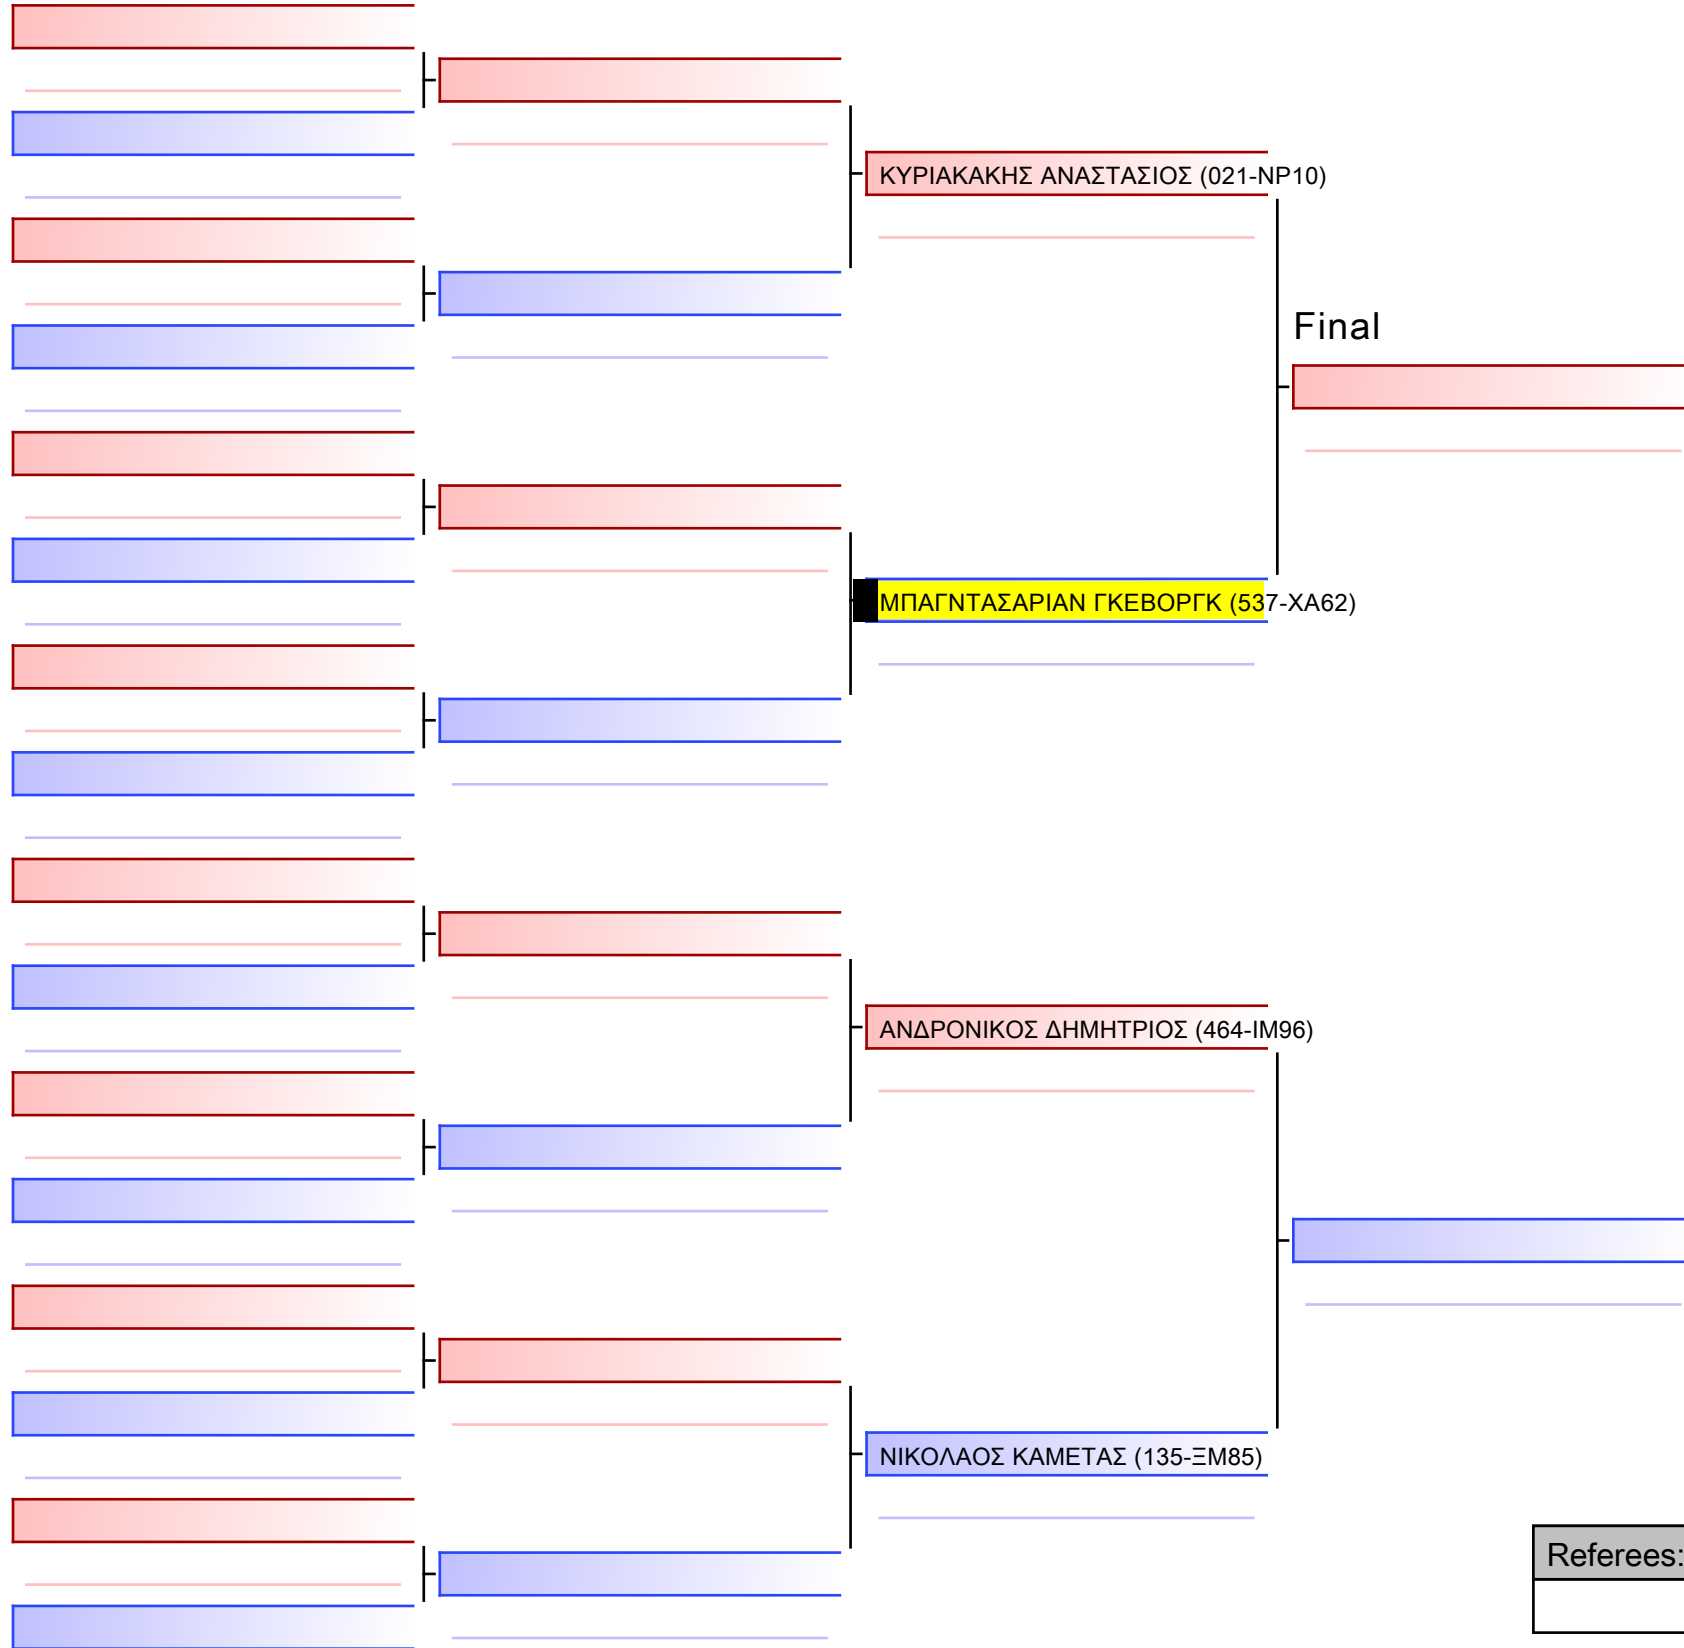 ΚΥΡΙΑΚΑΚΗΣ ΑΝΑΣΤΑΣΙΟΣ (021-ΝΡ10)
Final
ΜΠΑΓΝΤΑΣΑΡΙΑΝ ΓΚΕΒΟΡΓΚ (537-ΧΑ62)
ΑΝΔΡΟΝΙΚΟΣ ΔΗΜΗΤΡΙΟΣ (464-ΙΜ96)
ΝΙΚΟΛΑΟΣ ΚΑΜΕΤΑΣ (135-ΞΜ85)
Referees: